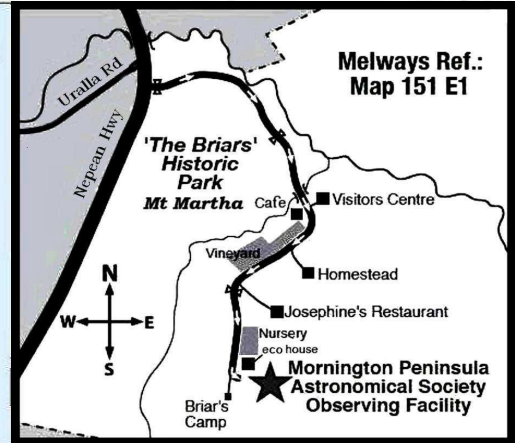 Melways Ref.:
Map 151 E1
Uralla Rd
Nepean Hwy
'The Briars'
Historic
Park
Mt Martha
Cafe
Visitors Centre
Vineyard
Homestead
Josephine's Restaurant
N
W
E
S
Nursery
eco house
Mornington Peninsula
Astronomical Society
Observing Facility
Briar's
Camp